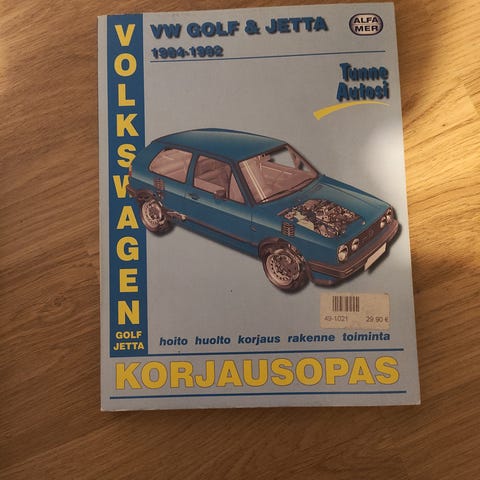 VOLKSWAGEN
GOLF
JETTA
VW GOLF & JETTA
1984-1992
ALFA
MER
Tunne
Autosi
49-1021
29.90 €
hoito huolto korjaus rakenne toiminta
KORJAUSOPAS